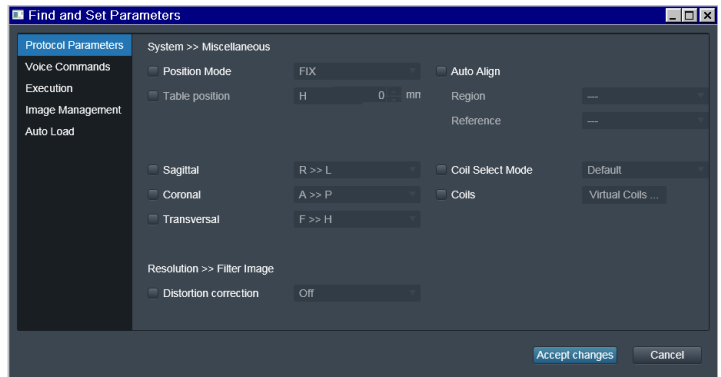 Find and Set Parameters
Protocol Parameters
Voice Commands
Execution
Image Management
Auto Load
System >> Miscellaneous
Position Mode FIX Auto Align
Table position H 0 mm Region ---
Reference ---
Sagittal R >> L Coil Select Mode Default
Coronal A >> P Coils Virtual Coils ...
Transversal F >> H
Resolution >> Filter Image
Distortion correction Off
Accept changes Cancel